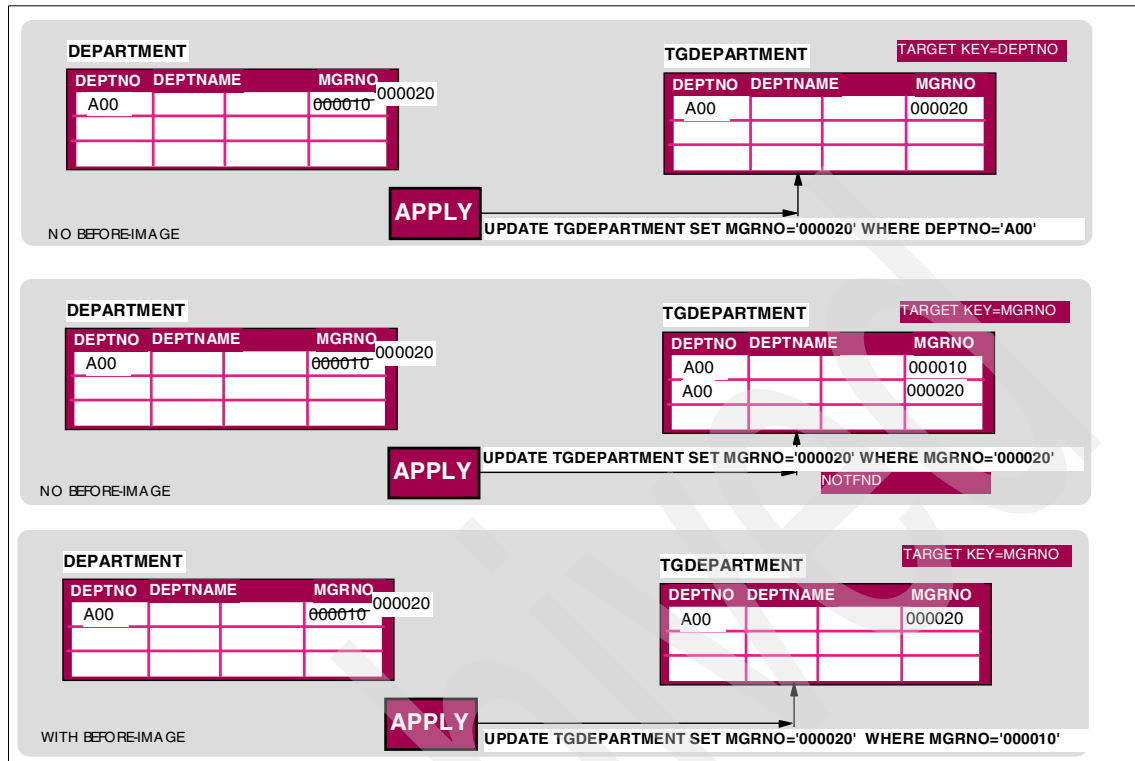 DEPARTMENT
TGDEPARTMENT
TARGET KEY=DEPTNO
DEPTNO DEPTNAME MGRNO
000020
A00 000010
DEPTNO DEPTNAME MGRNO
A00 000020
APPLY
UPDATE TGDEPARTMENT SET MGRNO='000020' WHERE DEPTNO='A00'
NO BEFORE-IMAGE
DEPARTMENT
TGDEPARTMENT
TARGET KEY=MGRNO
DEPTNO DEPTNAME MGRNO
000020
A00 000010
DEPTNO DEPTNAME MGRNO
A00 000010
A00 000020
APPLY
UPDATE TGDEPARTMENT SET MGRNO='000020' WHERE MGRNO='000020'
NOTFND
NO BEFORE-IMAGE
DEPARTMENT
TGDEPARTMENT
TARGET KEY=MGRNO
DEPTNO DEPTNAME MGRNO
000020
A00 000010
DEPTNO DEPTNAME MGRNO
A00 000020
APPLY
UPDATE TGDEPARTMENT SET MGRNO='000020' WHERE MGRNO='000010'
WITH BEFORE-IMAGE